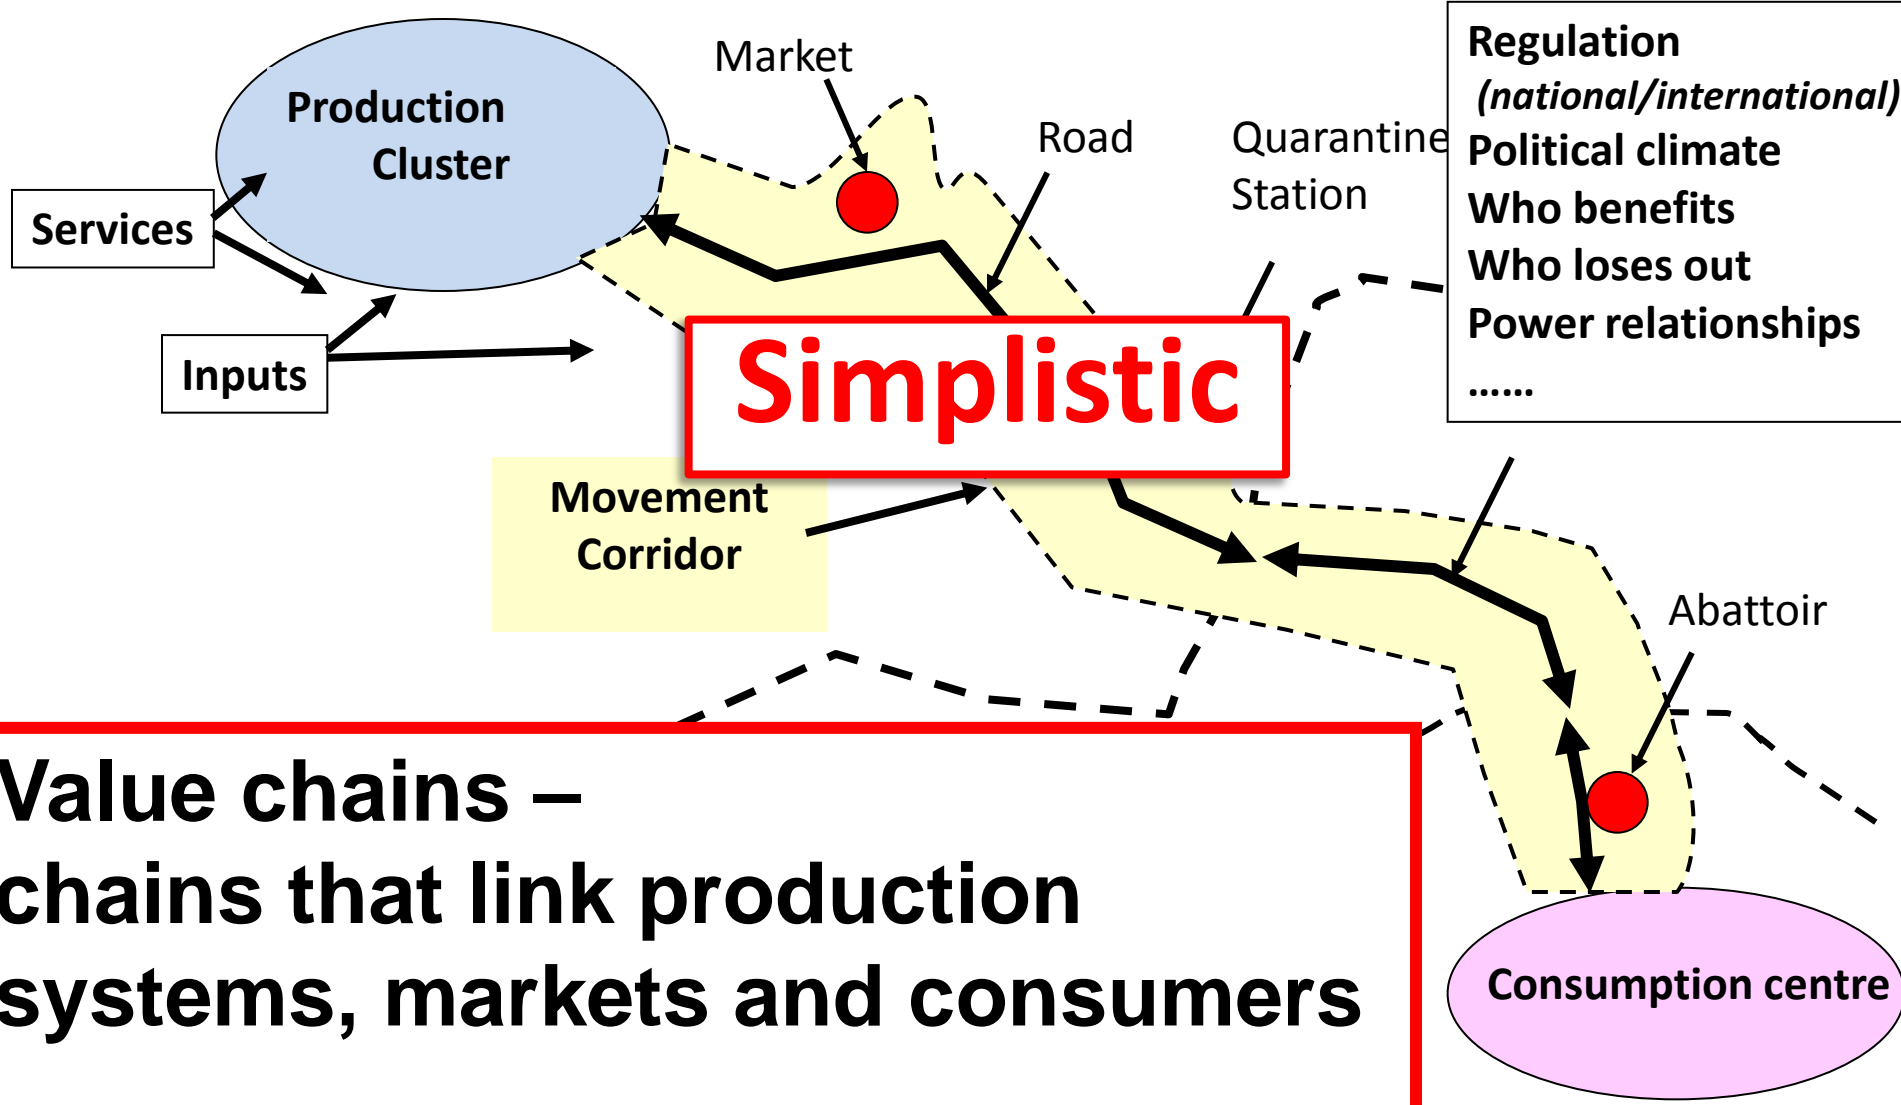 Market
Production
Cluster
Services
Inputs
Road
Quarantine
Station
Regulation
(national/international)
Political climate
Who benefits
Who loses out
Power relationships
......
Simplistic
Movement
Corridor
Abattoir
Value chains –
chains that link production
systems, markets and consumers
Consumption centre